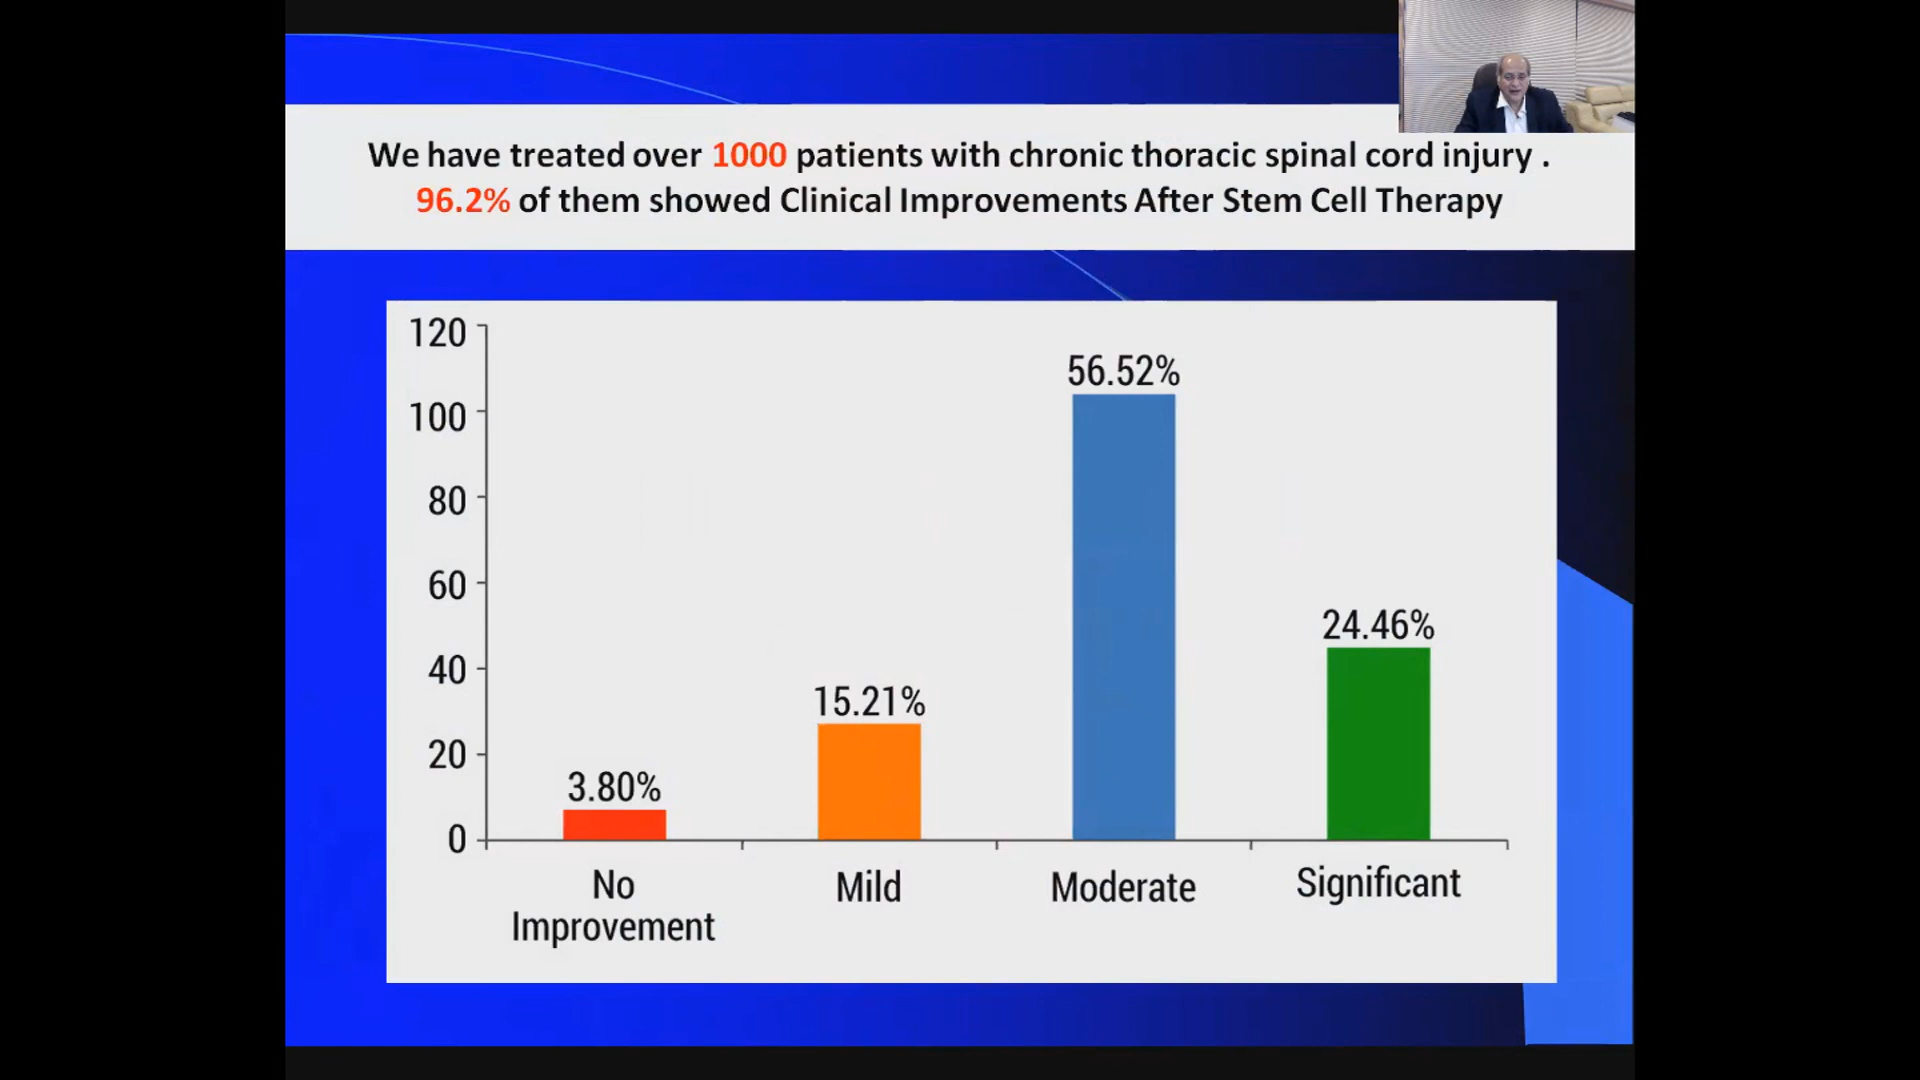 We have treated over 1000 patients with chronic thoracic spinal cord injury .
96.2% of them showed Clinical Improvements After Stem Cell Therapy
120
100
80
60
40
20
0
3.80%
15.21%
56.52%
24.46%
No
Improvement
Mild
Moderate
Significant